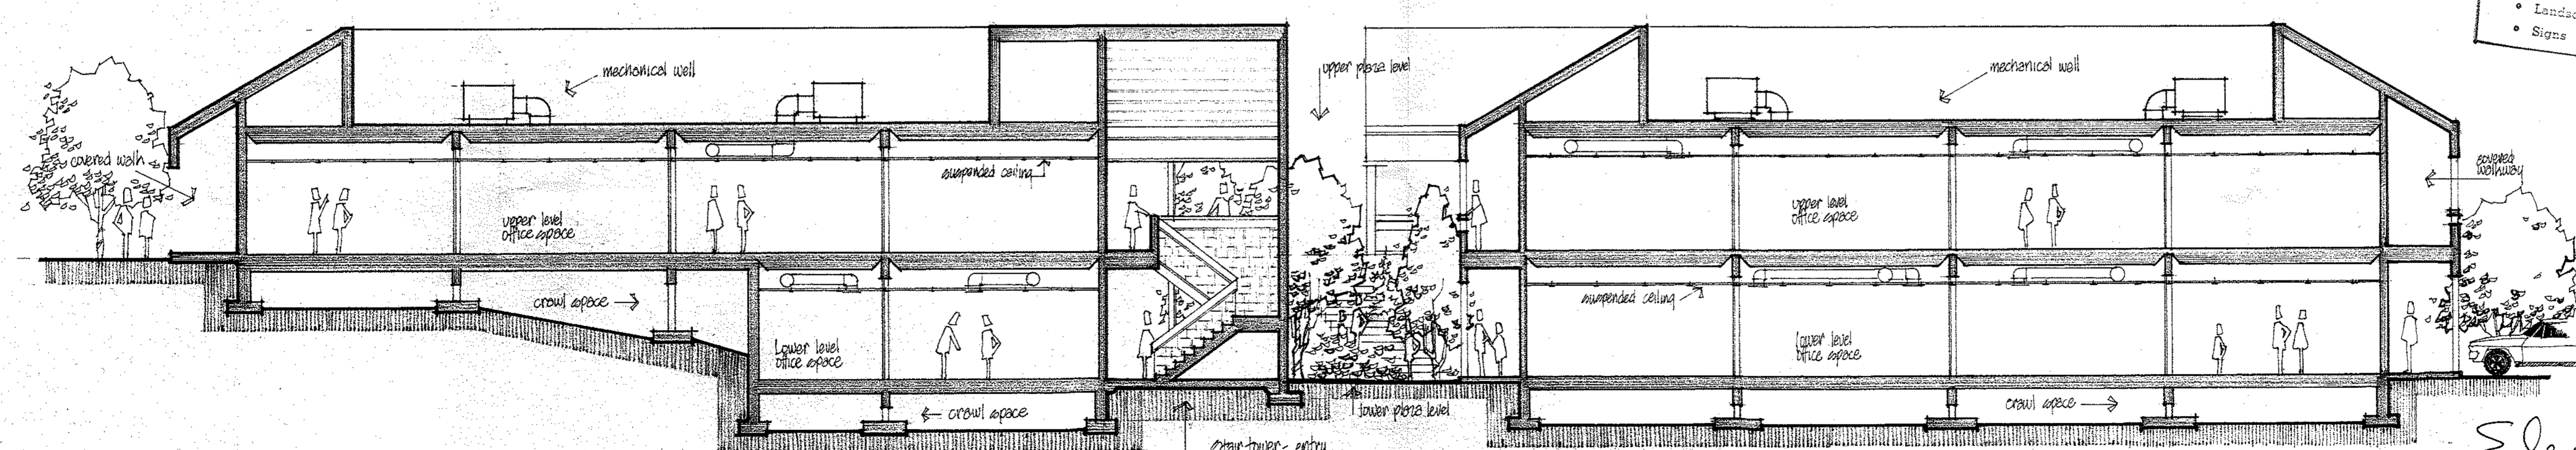 Landsc
Signs
mechanical well
upper plaza level
mechanical well
covered walk
suspended ceiling
covered
walkway
upper level
office space
upper level
office space
crawl space
suspended ceiling
Lower level
office space
lower level
office space
crawl space
lower plaza level
crawl space
stair tower - entry